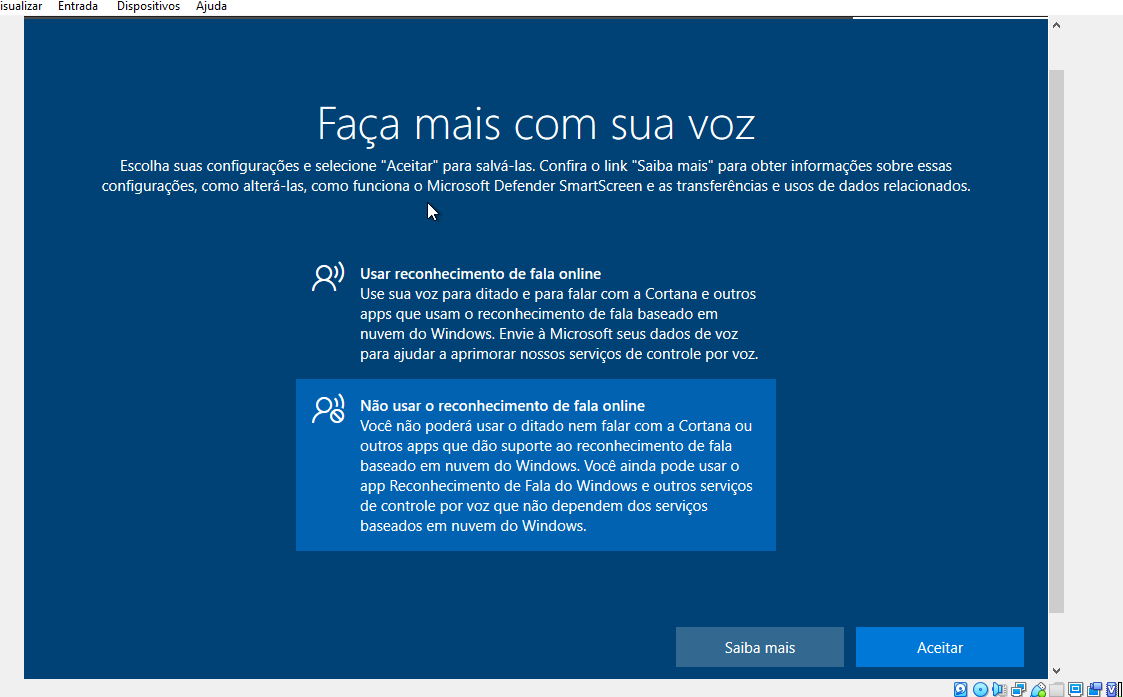 isualizar Entrada Dispositivos Ajuda
Faça mais com sua voz
Escolha suas configurações e selecione "Aceitar" para salvá-las. Confira o link "Saiba mais" para obter informações sobre essas
configurações, como alterá-las, como funciona o Microsoft Defender SmartScreen e as transferências e usos de dados relacionados.
Usar reconhecimento de fala online
Use sua voz para ditado e para falar com a Cortana e outros
apps que usam o reconhecimento de fala baseado em
nuvem do Windows. Envie à Microsoft seus dados de voz
para ajudar a aprimorar nossos serviços de controle por voz.
Não usar o reconhecimento de fala online
Você não poderá usar o ditado nem falar com a Cortana ou
outros apps que dão suporte ao reconhecimento de fala
baseado em nuvem do Windows. Você ainda pode usar o
app Reconhecimento de Fala do Windows e outros serviços
de controle por voz que não dependem dos serviços
baseados em nuvem do Windows.
Saiba mais
Aceitar